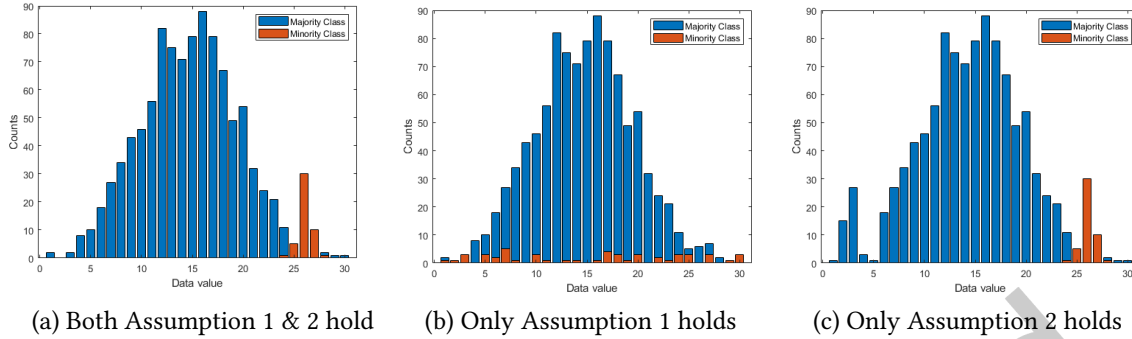 90
80
70
60
50
40
30
20
10
0
Counts
0 5 10 15 20 25 30
Data value
Majority Class
Minority Class
90
80
70
60
50
40
30
20
10
0
Counts
0 5 10 15 20 25 30
Data value
Majority Class
Minority Class
90
80
70
60
50
40
30
20
10
0
Counts
0 5 10 15 20 25 30
Data value
Majority Class
Minority Class
(a) Both Assumption 1 & 2 hold
(b) Only Assumption 1 holds
(c) Only Assumption 2 holds